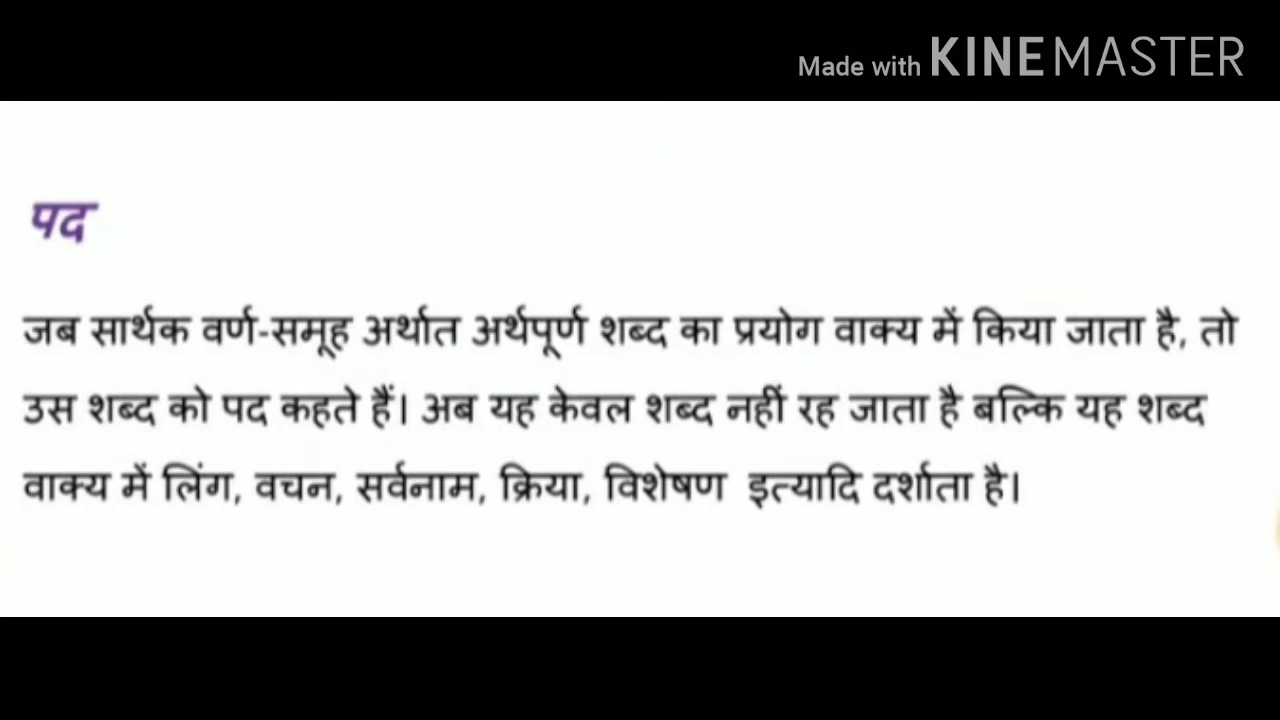 Made with KINEMASTER
पद
जब सार्थक वर्ण-समूह अर्थात अर्थपूर्ण शब्द का प्रयोग वाक्य में किया जाता है, तो
उस शब्द को पद कहते हैं। अब यह केवल शब्द नहीं रह जाता है बल्कि यह शब्द
वाक्य में लिंग, वचन, सर्वनाम, क्रिया, विशेषण इत्यादि दर्शाता है।